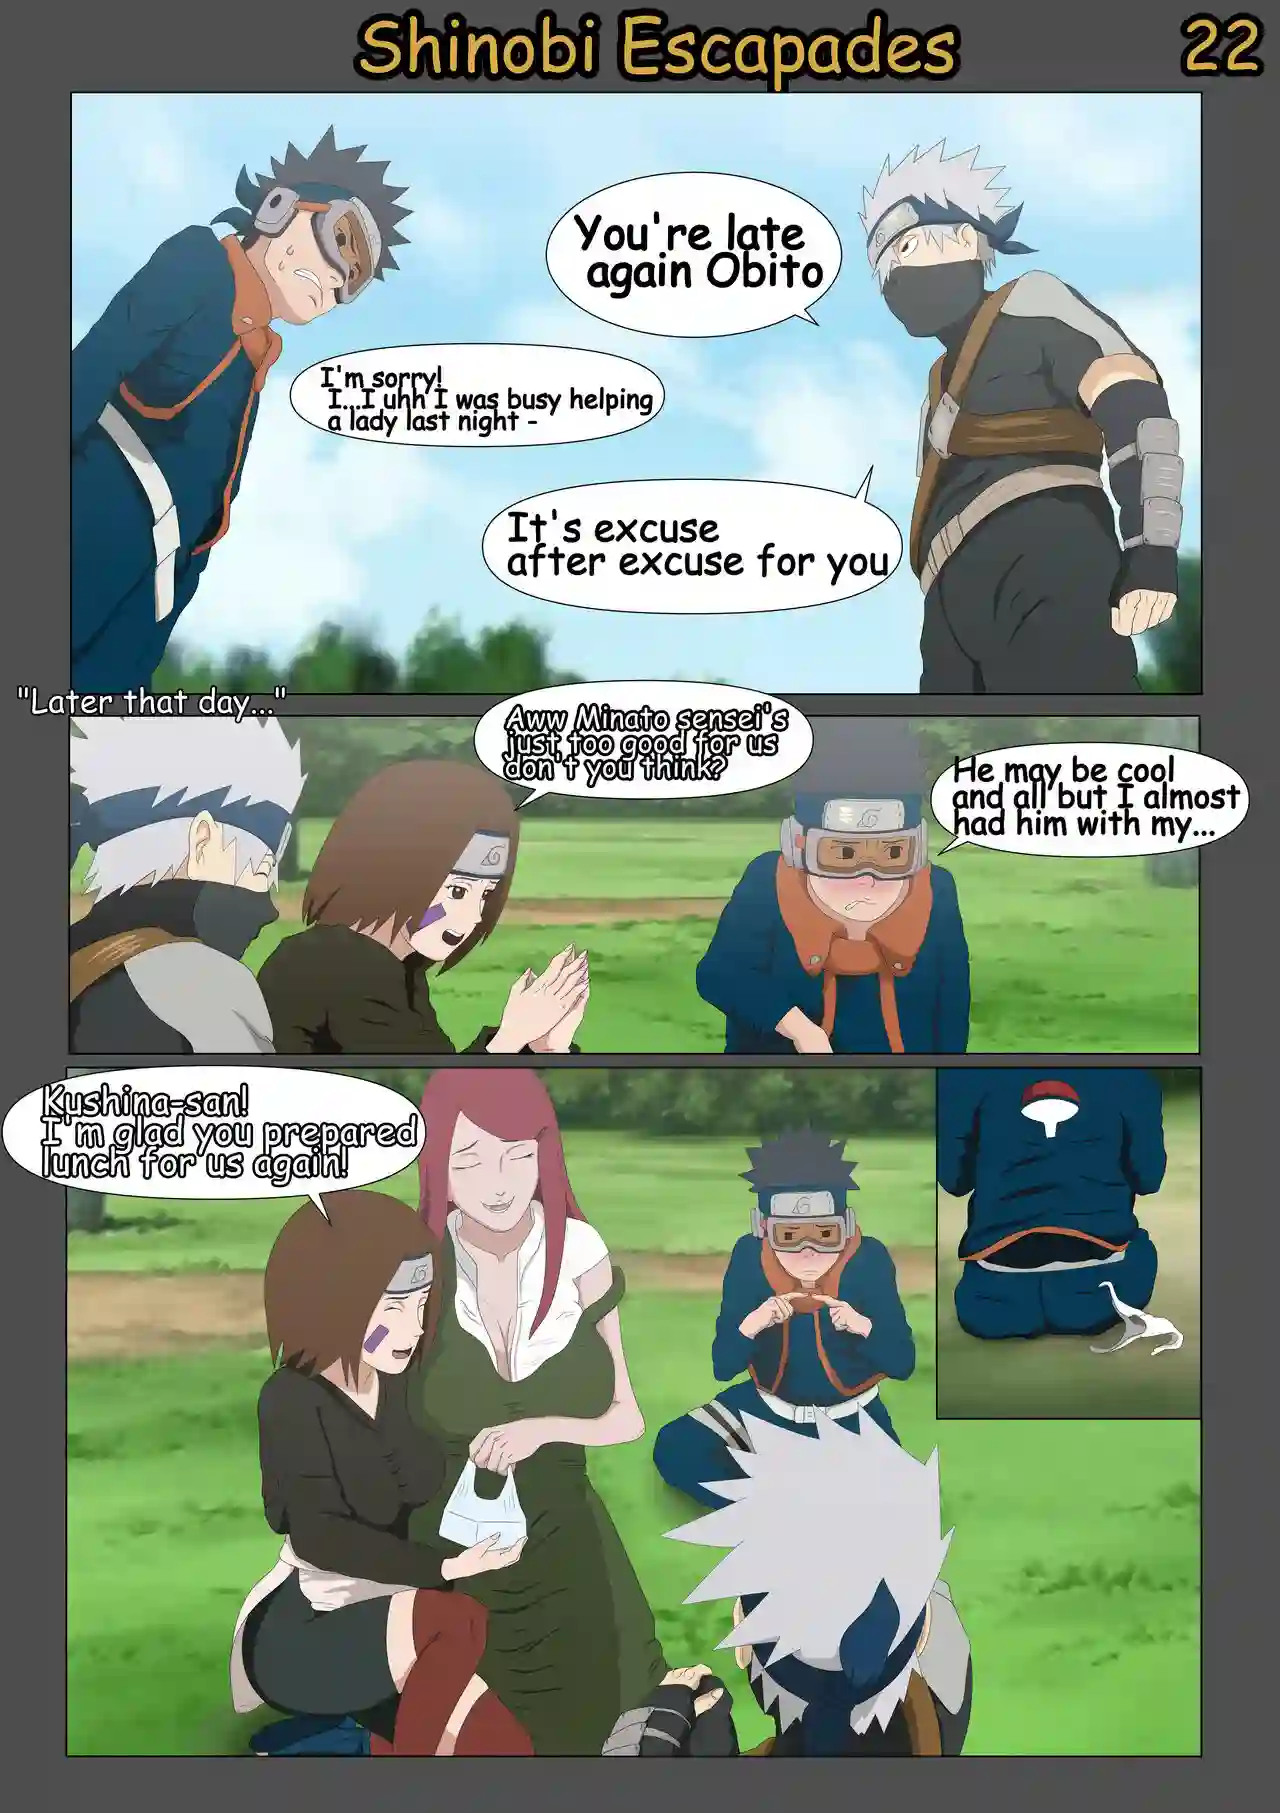 Shinobi Escapades
22
You're late
again Obito
I'm sorry!
I...I uhh I was busy helping
a lady last night -
It's excuse
after excuse for you
"Later that day..."
Aww Minato sensei's
just too good for us
don't you think?
He may be cool
and all but I almost
had him with my...
Kushina-san!
I'm glad you prepared
lunch for us again!